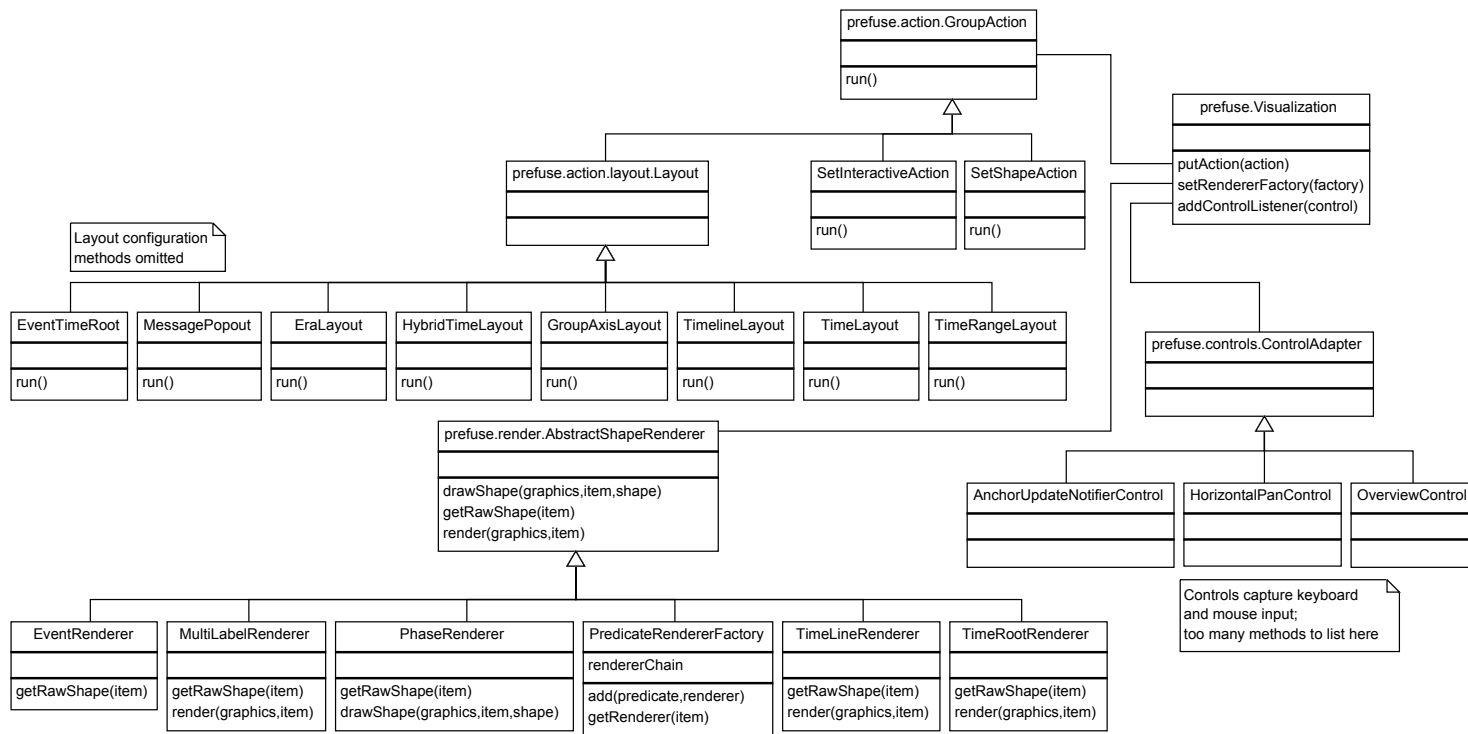 prefuse.action.GroupAction
run()
prefuse.Visualization
putAction(action)
setRendererFactory(factory)
addControlListener(control)
prefuse.action.layout.Layout
SetInteractiveAction
run()
SetShapeAction
run()
Layout configuration
methods omitted
EventTimeRoot
run()
MessagePopout
run()
EraLayout
run()
HybridTimeLayout
run()
GroupAxisLayout
run()
TimelineLayout
run()
TimeLayout
run()
TimeRangeLayout
run()
prefuse.controls.ControlAdapter
prefuse.render.AbstractShapeRenderer
drawShape(graphics,item,shape)
getRawShape(item)
render(graphics,item)
AnchorUpdateNotifierControl
HorizontalPanControl
OverviewControl
Controls capture keyboard
and mouse input;
too many methods to list here
EventRenderer
getRawShape(item)
MultiLabelRenderer
getRawShape(item)
render(graphics,item)
PhaseRenderer
getRawShape(item)
drawShape(graphics,item,shape)
PredicateRendererFactory
rendererChain
add(predicate,renderer)
getRenderer(item)
TimeLineRenderer
getRawShape(item)
render(graphics,item)
TimeRootRenderer
getRawShape(item)
render(graphics,item)